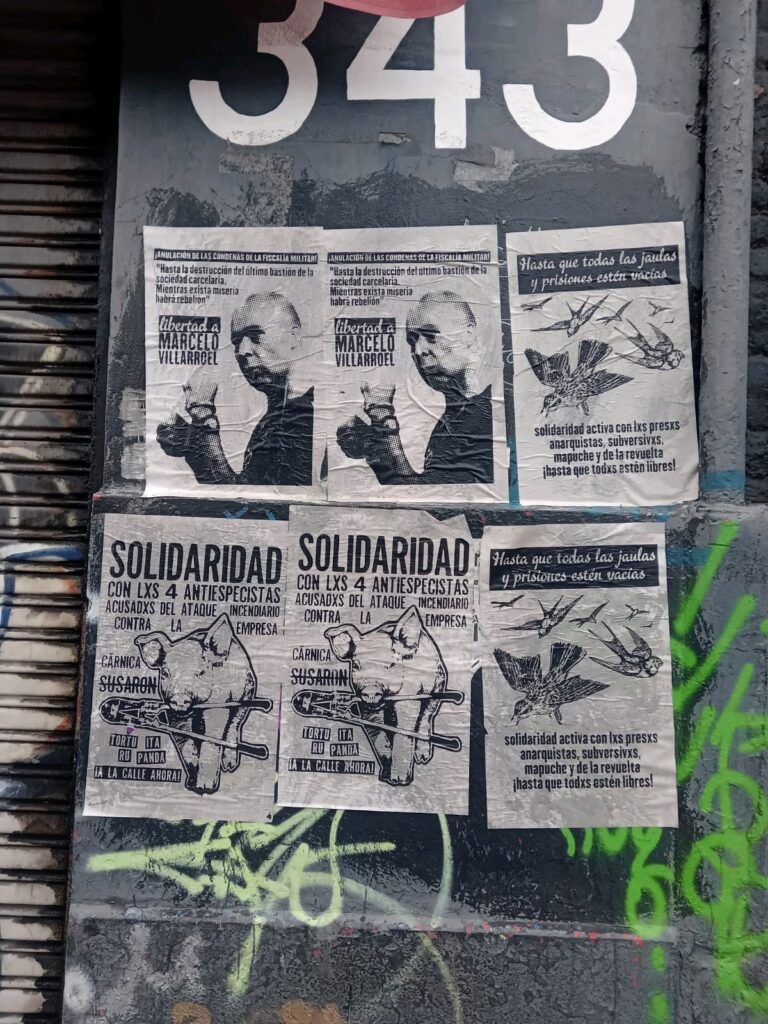 343
¡ANULACIÓN DE LAS CONDENAS DE LA FISCALIA MILITAR!
"Hasta la destrucción del último bastión de la
sociedad carcelaria.
Mientras exista miseria
habrá rebelión"
libertad a
MARCELO
VILLARROEL
¡ANULACIÓN DE LAS CONDENAS DE LA FISCALIA MILITAR!
"Hasta la destrucción del último bastión de la
sociedad carcelaria.
Mientras exista miseria
habrá rebelión"
libertad a
MARCELO
VILLARROEL
Hasta que todas las jaulas
y prisiones estén vacías
solidaridad activa con lxs presxs
anarquistas, subversivxs,
mapuche y de la revuelta
¡hasta que todxs estén libres!
SOLIDARIDAD
CON LXS 4 ANTIESPECISTAS
ACUSADXS DEL ATAQUE INCENDIARIO
CONTRA LA EMPRESA
CÁRNICA
SUSARON
TORTU ITA
RU PANDA
¡A LA CALLE AHORA!
SOLIDARIDAD
CON LXS 4 ANTIESPECISTAS
ACUSADXS DEL ATAQUE INCENDIARIO
CONTRA LA EMPRESA
CÁRNICA
SUSARON
TORTU ITA
RU PANDA
¡A LA CALLE AHORA!
Hasta que todas las jaulas
y prisiones estén vacías
solidaridad activa con lxs presxs
anarquistas, subversivxs,
mapuche y de la revuelta
¡hasta que todxs estén libres!